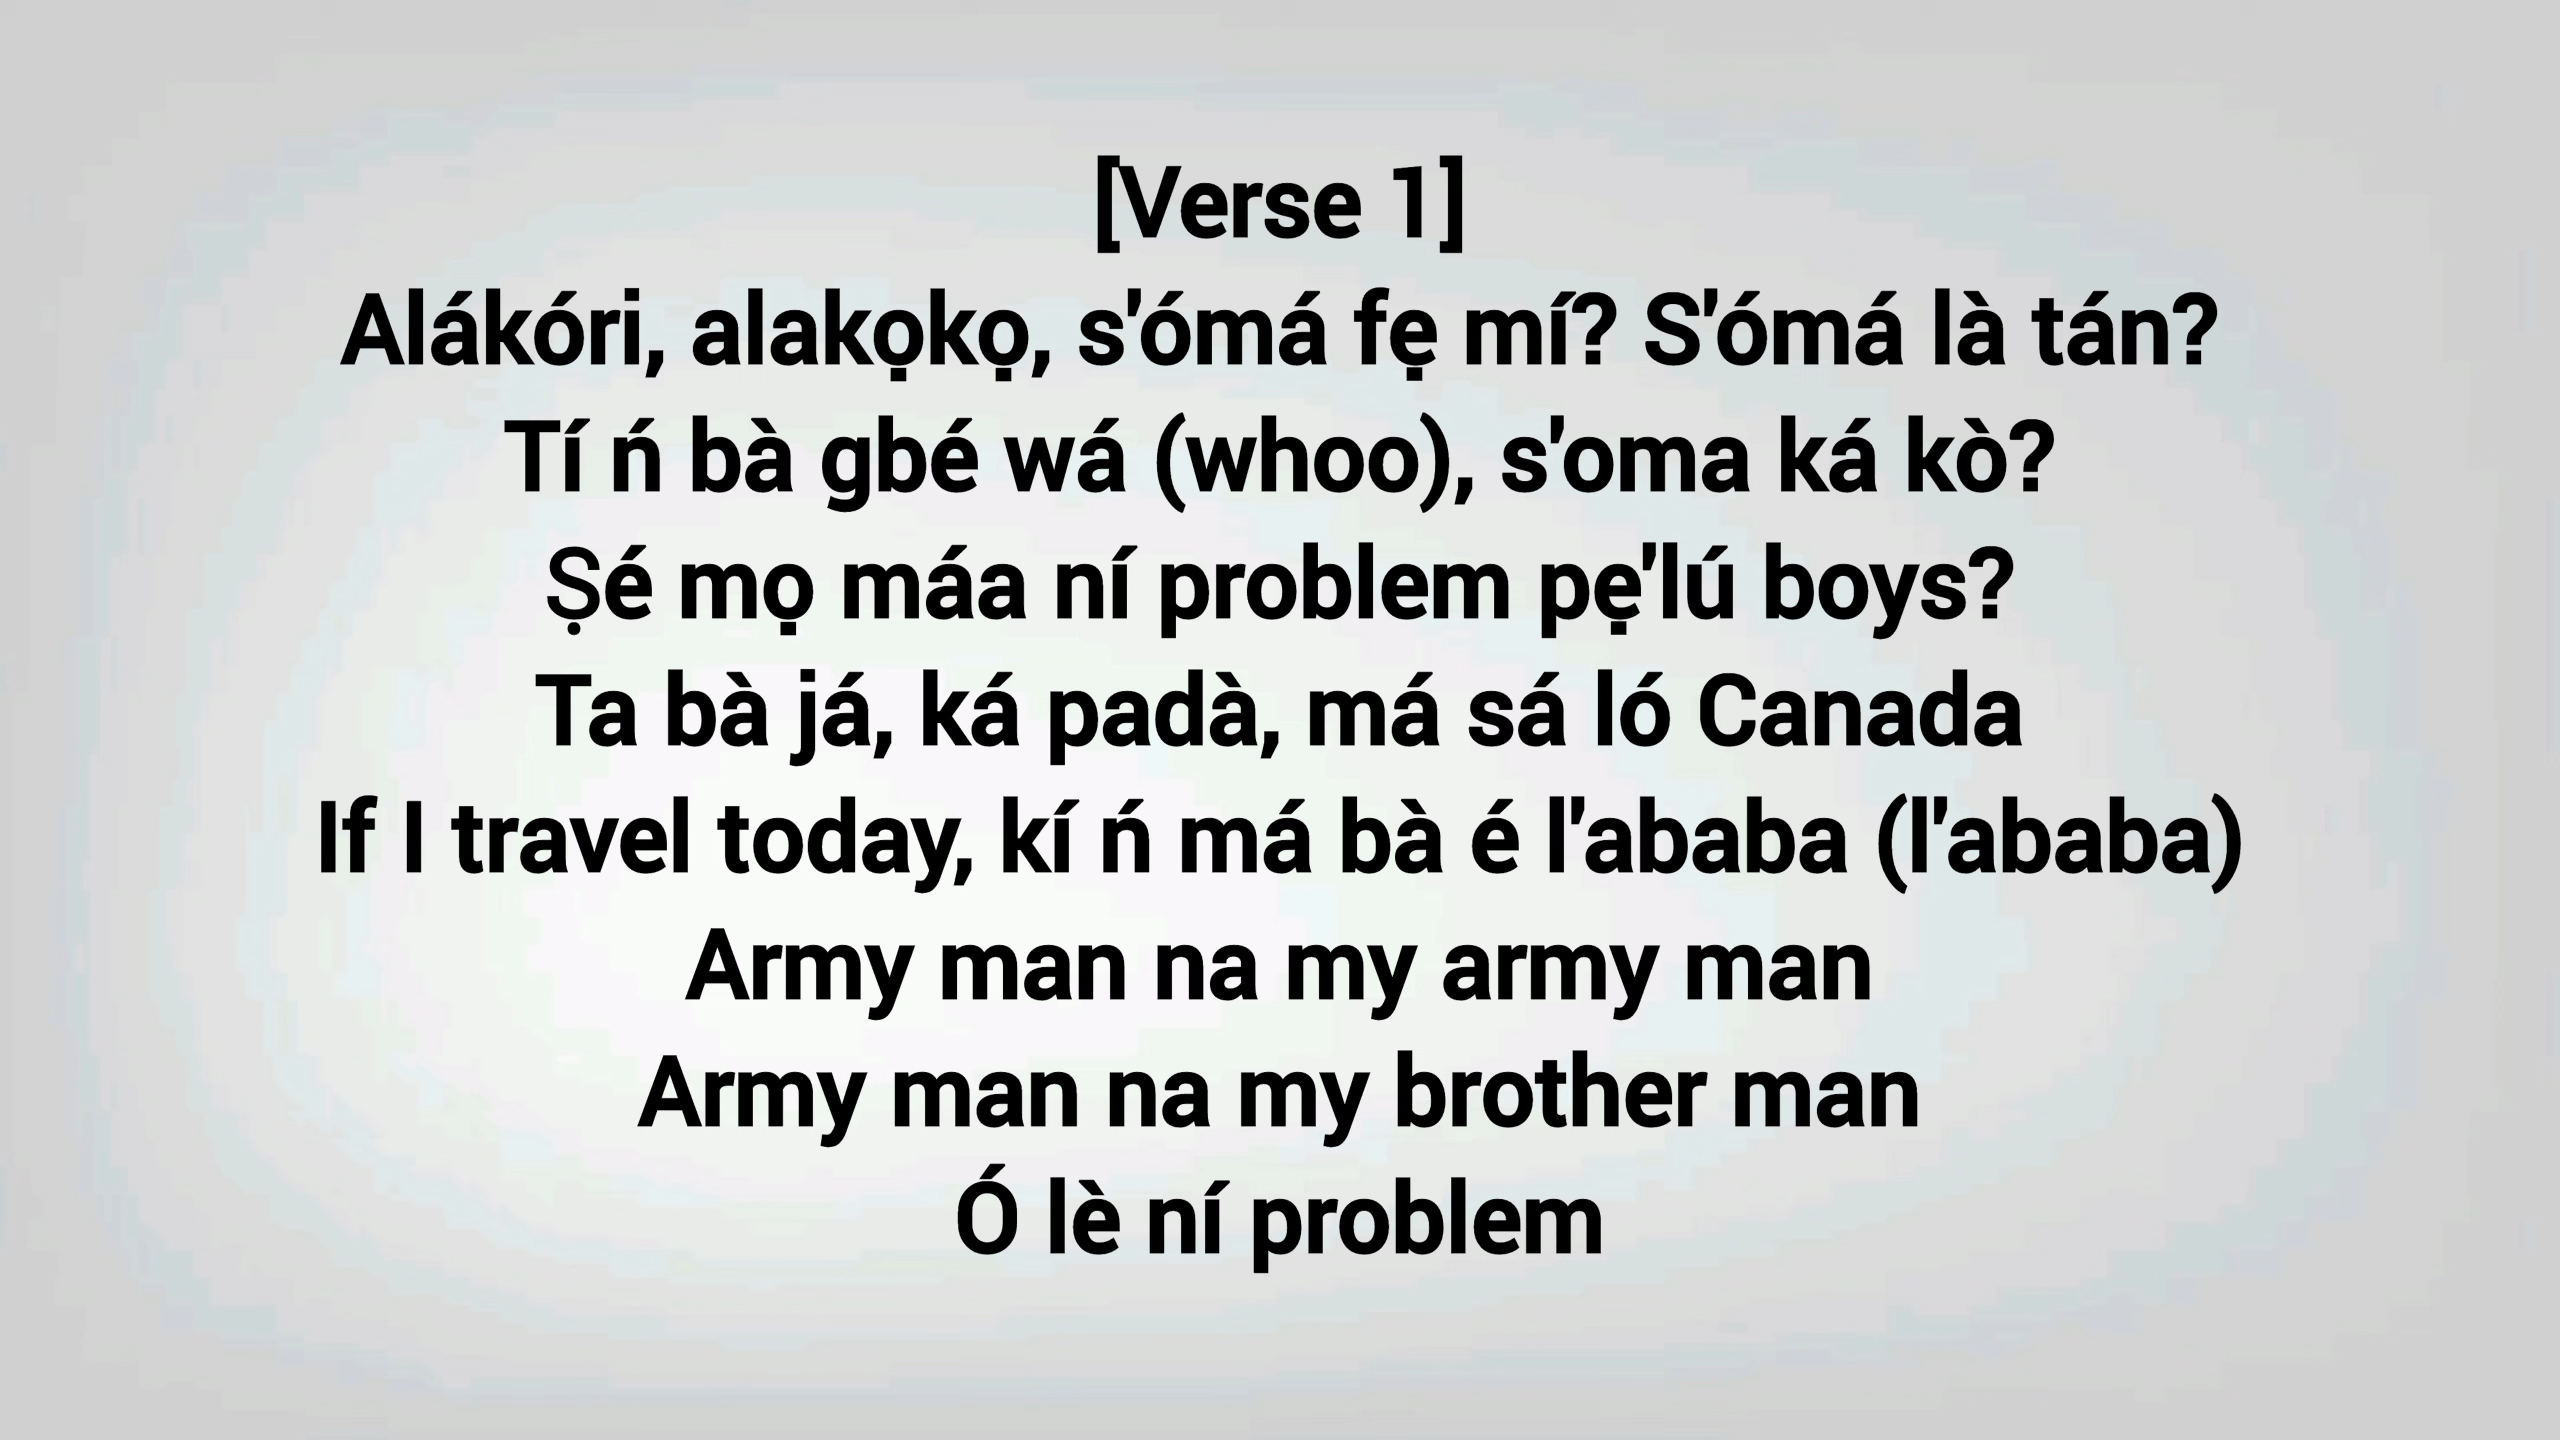 [Verse 1]
Alákóri, alakọkọ, s'ómá fẹ mí? S'ómá là tán?
Tí ń bà gbé wá (whoo), s'oma ká kò?
Ṣé mọ máa ní problem pẹ'lú boys?
Ta bà já, ká padà, má sá ló Canada
If I travel today, kí ń má bà é l'ababa (l'ababa)
Army man na my army man
Army man na my brother man
Ó lè ní problem